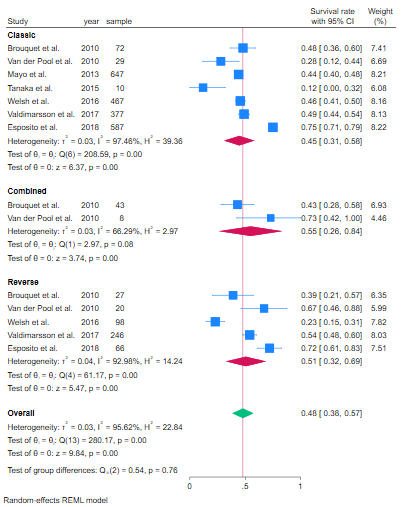 Study year sample Survival rate with 95% CI Weight (%)
Classic
Brouquet et al. 2010 72 0.48 [ 0.36, 0.60] 7.41
Van der Pool et al. 2010 29 0.28 [ 0.12, 0.44] 6.69
Mayo et al. 2013 647 0.44 [ 0.40, 0.48] 8.21
Tanaka et al. 2015 10 0.12 [ 0.00, 0.32] 6.08
Welsh et al. 2016 467 0.46 [ 0.41, 0.50] 8.16
Valdimarsson et al. 2017 377 0.49 [ 0.44, 0.54] 8.13
Esposito et al. 2018 587 0.75 [ 0.71, 0.79] 8.22
Heterogeneity: τ² = 0.03, I² = 97.46%, H² = 39.36 0.45 [ 0.31, 0.58]
Test of θᵢ = θⱼ: Q(6) = 208.59, p = 0.00
Test of θ = 0: z = 6.37, p = 0.00
Combined
Brouquet et al. 2010 43 0.43 [ 0.28, 0.58] 6.93
Van der Pool et al. 2010 8 0.73 [ 0.42, 1.00] 4.46
Heterogeneity: τ² = 0.03, I² = 66.29%, H² = 2.97 0.55 [ 0.26, 0.84]
Test of θᵢ = θⱼ: Q(1) = 2.97, p = 0.08
Test of θ = 0: z = 3.74, p = 0.00
Reverse
Brouquet et al. 2010 27 0.39 [ 0.21, 0.57] 6.35
Van der Pool et al. 2010 20 0.67 [ 0.46, 0.88] 5.99
Welsh et al. 2016 98 0.23 [ 0.15, 0.31] 7.82
Valdimarsson et al. 2017 246 0.54 [ 0.48, 0.60] 8.03
Esposito et al. 2018 66 0.72 [ 0.61, 0.83] 7.51
Heterogeneity: τ² = 0.04, I² = 92.98%, H² = 14.24 0.51 [ 0.32, 0.69]
Test of θᵢ = θⱼ: Q(4) = 61.17, p = 0.00
Test of θ = 0: z = 5.47, p = 0.00
Overall 0.48 [ 0.38, 0.57]
Heterogeneity: τ² = 0.03, I² = 95.62%, H² = 22.84
Test of θᵢ = θⱼ: Q(13) = 280.17, p = 0.00
Test of θ = 0: z = 9.84, p = 0.00
Test of group differences: Q₆(2) = 0.54, p = 0.76
0 .5 1
Random-effects REML model